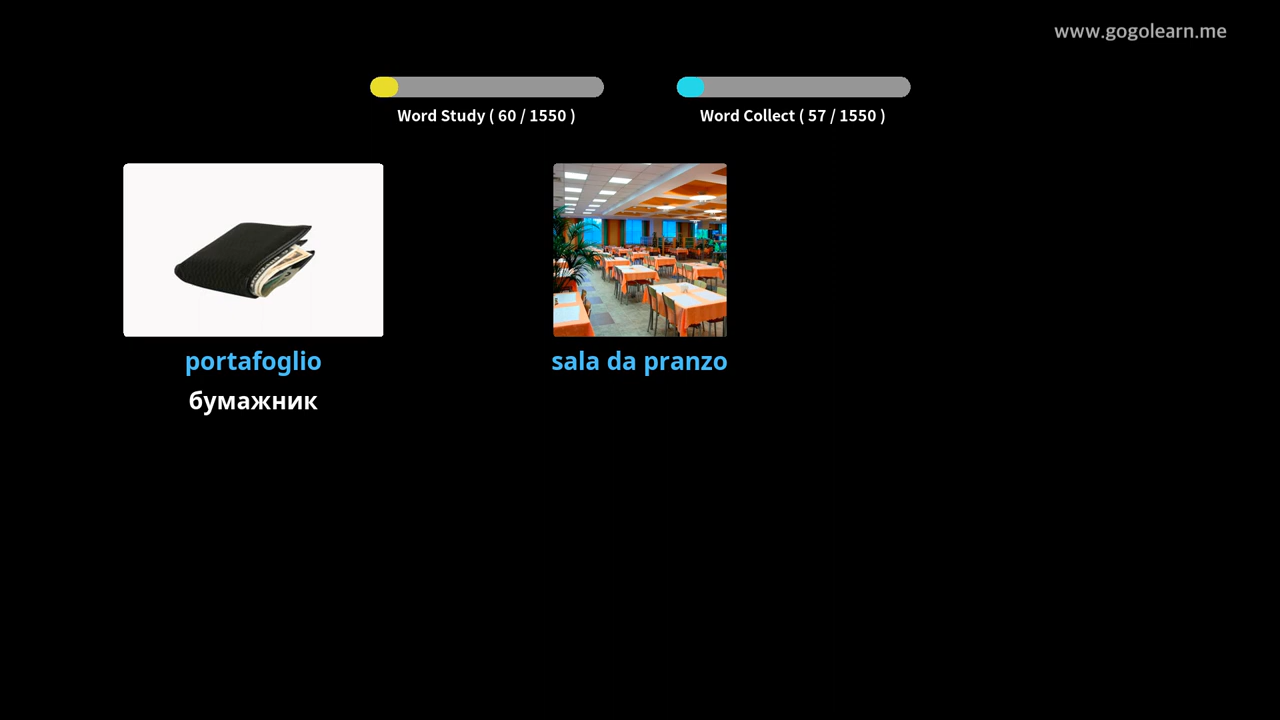 www.gogolearn.me
Word Study ( 60 / 1550 )
Word Collect ( 57 / 1550 )
portafoglio
бумажник
sala da pranzo